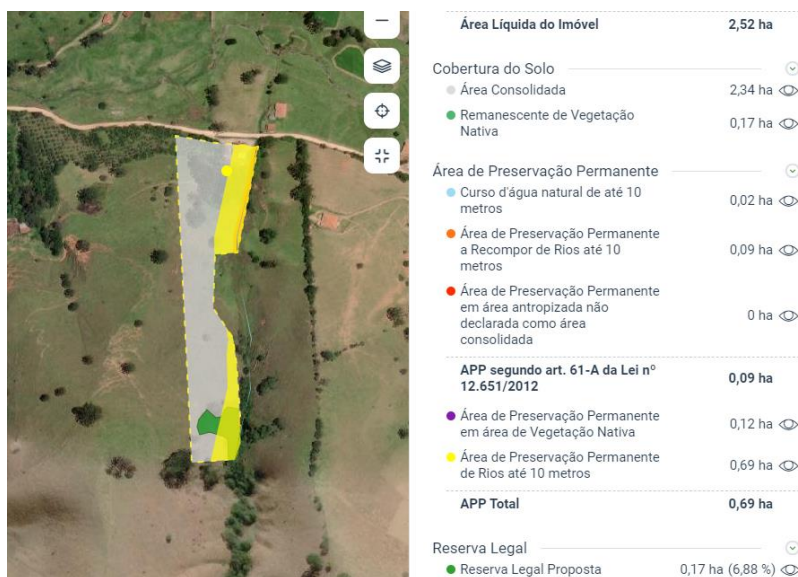 Área Líquida do Imóvel 2,52 ha
Cobertura do Solo
Área Consolidada 2,34 ha
Remanescente de Vegetação
Nativa 0,17 ha
Área de Preservação Permanente
Curso d'água natural de até 10
metros 0,02 ha
Área de Preservação Permanente
a Recompor de Rios até 10 0,09 ha
metros
Área de Preservação Permanente
em área antropizada não
declarada como área 0 ha
consolidada
APP segundo art. 61-A da Lei nº
12.651/2012 0,09 ha
Área de Preservação Permanente
em área de Vegetação Nativa 0,12 ha
Área de Preservação Permanente
de Rios até 10 metros 0,69 ha
APP Total 0,69 ha
Reserva Legal
Reserva Legal Proposta 0,17 ha (6,88 %)